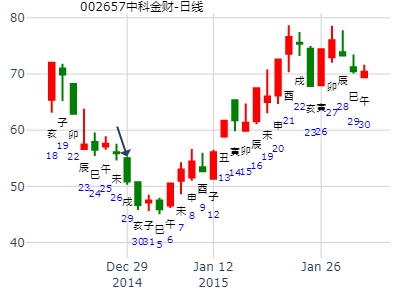 002657中科金财-日线
80
70
60
50
40
亥
18
子
19
卯
22
辰
23
巳
24
午
25
未
26
戌
29
亥
30
子
31
巳
5
午
6
未
7
申
8
酉
9
子
12
丑
13
寅
14
卯
15
辰
16
未
19
申
20
酉
21
戌
22
亥
23
寅
26
卯
27
辰
28
巳
29
午
30
Dec 29
2014
Jan 12
2015
Jan 26